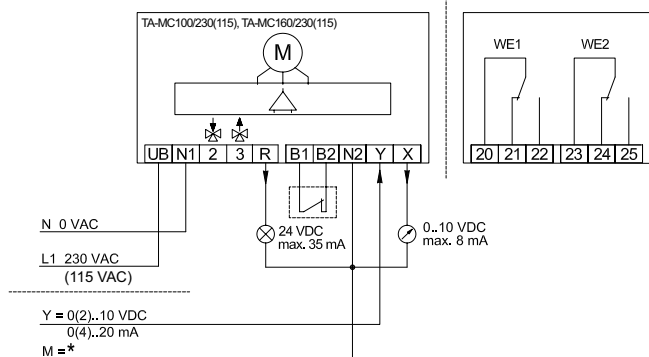 TA-MC100/230(115), TA-MC160/230(115)
M
WE1 WE2
UB N1 2 3 R B1 B2 N2 Y X
20 21 22 23 24 25
N 0 VAC
24 VDC
max. 35 mA
0..10 VDC
max. 8 mA
L1 230 VAC
(115 VAC)
Y = 0(2)..10 VDC
0(4)..20 mA
M =*